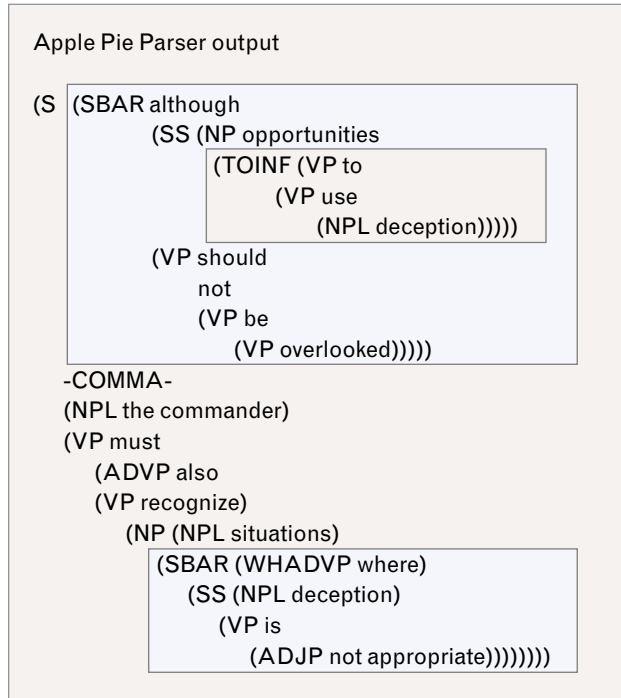 Apple Pie Parser output
(S (SBAR although
(SS (NP opportunities
(TOINF (VP to
(VP use
(NPL deception)))))
(VP should
not
(VP be
(VP overlooked)))))
-COMMA-
(NPL the commander)
(VP must
(ADVP also
(VP recognize)
(NP (NPL situations)
(SBAR (WHADVP where)
(SS (NPL deception)
(VP is
(ADJP not appropriate))))))))